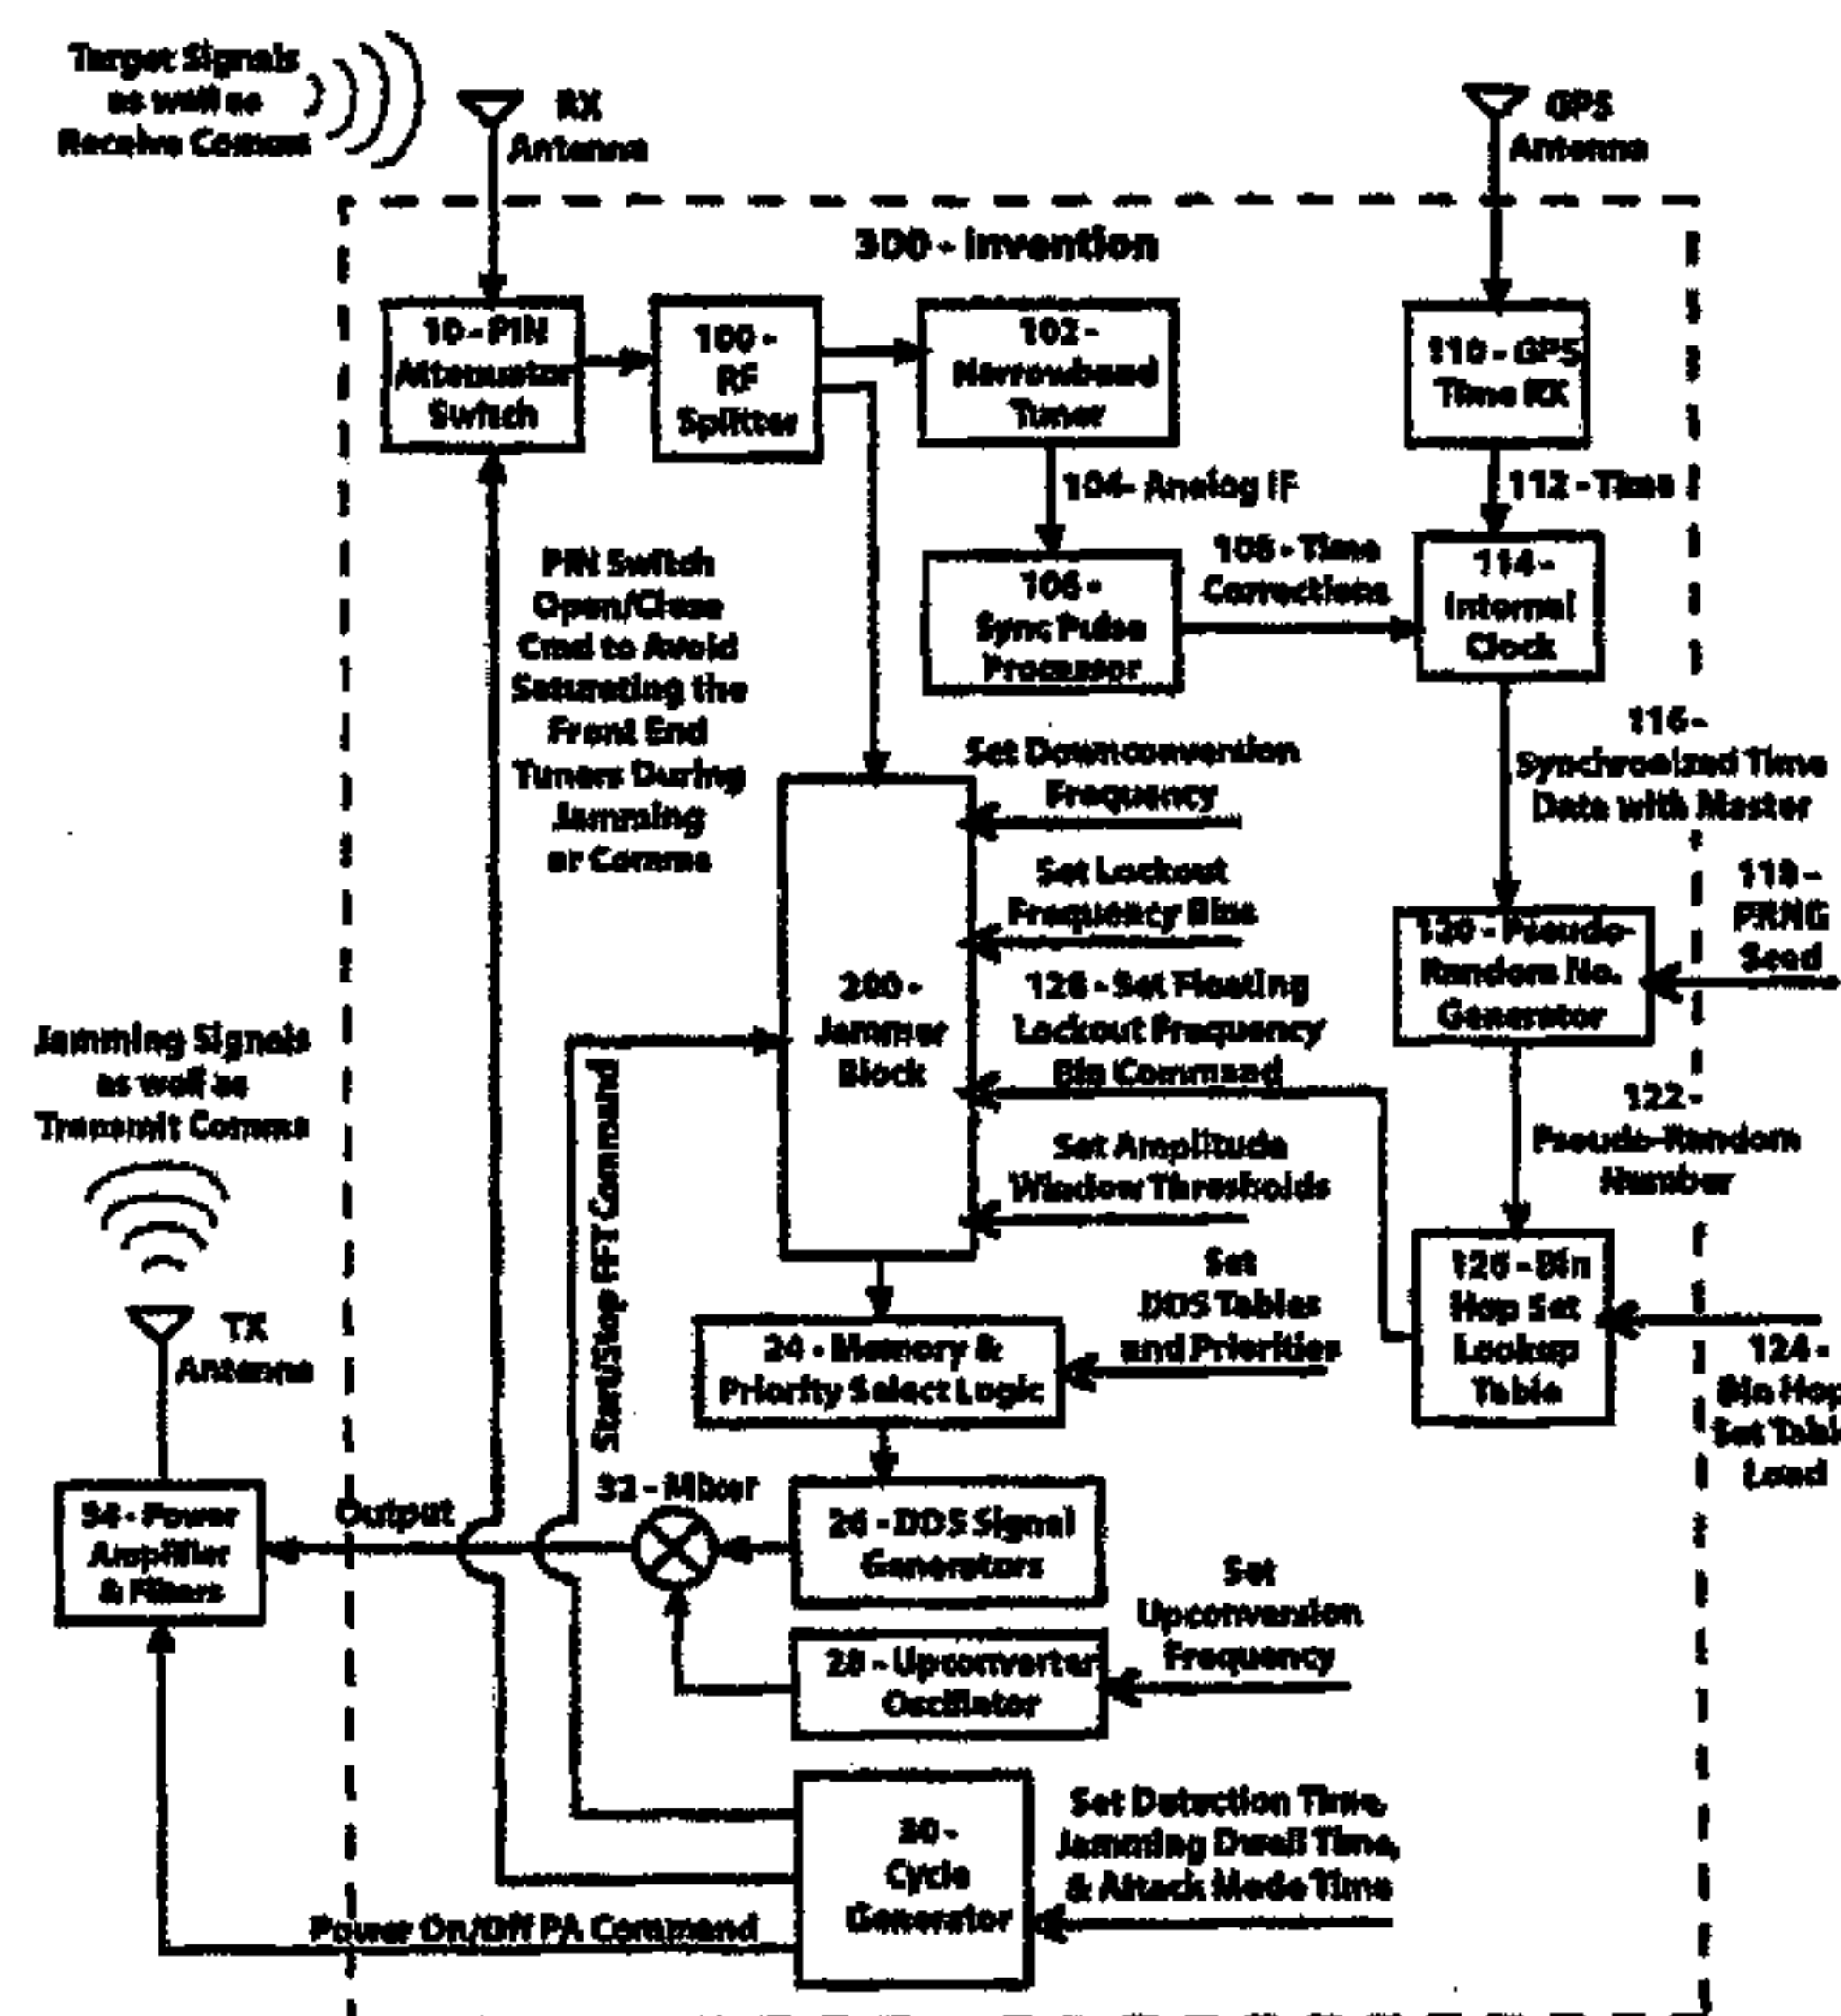 Target Signals
as well as
Receive Comms
RX
Antenna
GPS
Antenna
300 - Invention
10 - PIN
Attenuator
Switch
100 -
RF
Splitter
102 -
Narrowband
Tuner
110 - GPS
Time RX
104- Analog IF
112 - Time
PIN Switch
Open/Close
Cmd to Avoid
Saturating the
Front End
Tuners During
Jamming
or Comms
106 -
Sync Pulse
Processor
Time
Corrections
114 -
Internal
Clock
116 -
Synchronized Time
Date with Master
Set Downconvention
Frequency
Set Lockout
Frequency Bins
118 -
PRNG
Seed
120 - Pseudo-
Random No.
Generator
200 -
Jammer
Block
Set Floating
Lockout Frequency
Bin Command
Jamming Signals
as well as
Transmit Comms
122 -
Pseudo-Random
Number
Start/Stop FFT Command
Set Amplitude
Window Thresholds
Set
DDS Tables
and Priorities
126 - Bin
Hop Set
Lookup
Table
124 -
Bin Hop
Set Table
Load
TX
Antenna
24 - Memory &
Priority Select Logic
34 - Power
Amplifier
& Filters
Output
32 - Mixer
26 - DDS Signal
Generators
Set
Upconversion
Frequency
28 - Upconverter
Oscillator
30 -
Cycle
Generator
Set Detection Time,
Jamming Dwell Time,
& Attack Mode Time
Power On/Off PA Command